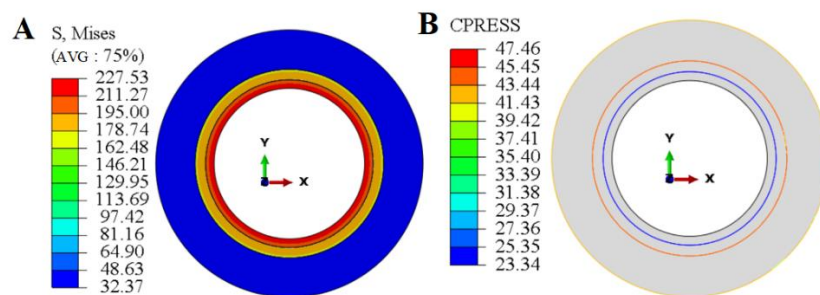 A
S, Mises
(AVG : 75%)
227.53
211.27
195.00
178.74
162.48
146.21
129.95
113.69
97.42
81.16
64.90
48.63
32.37
Y
X
B
CPRESS
47.46
45.45
43.44
41.43
39.42
37.41
35.40
33.39
31.38
29.37
27.36
25.35
23.34
Y
X